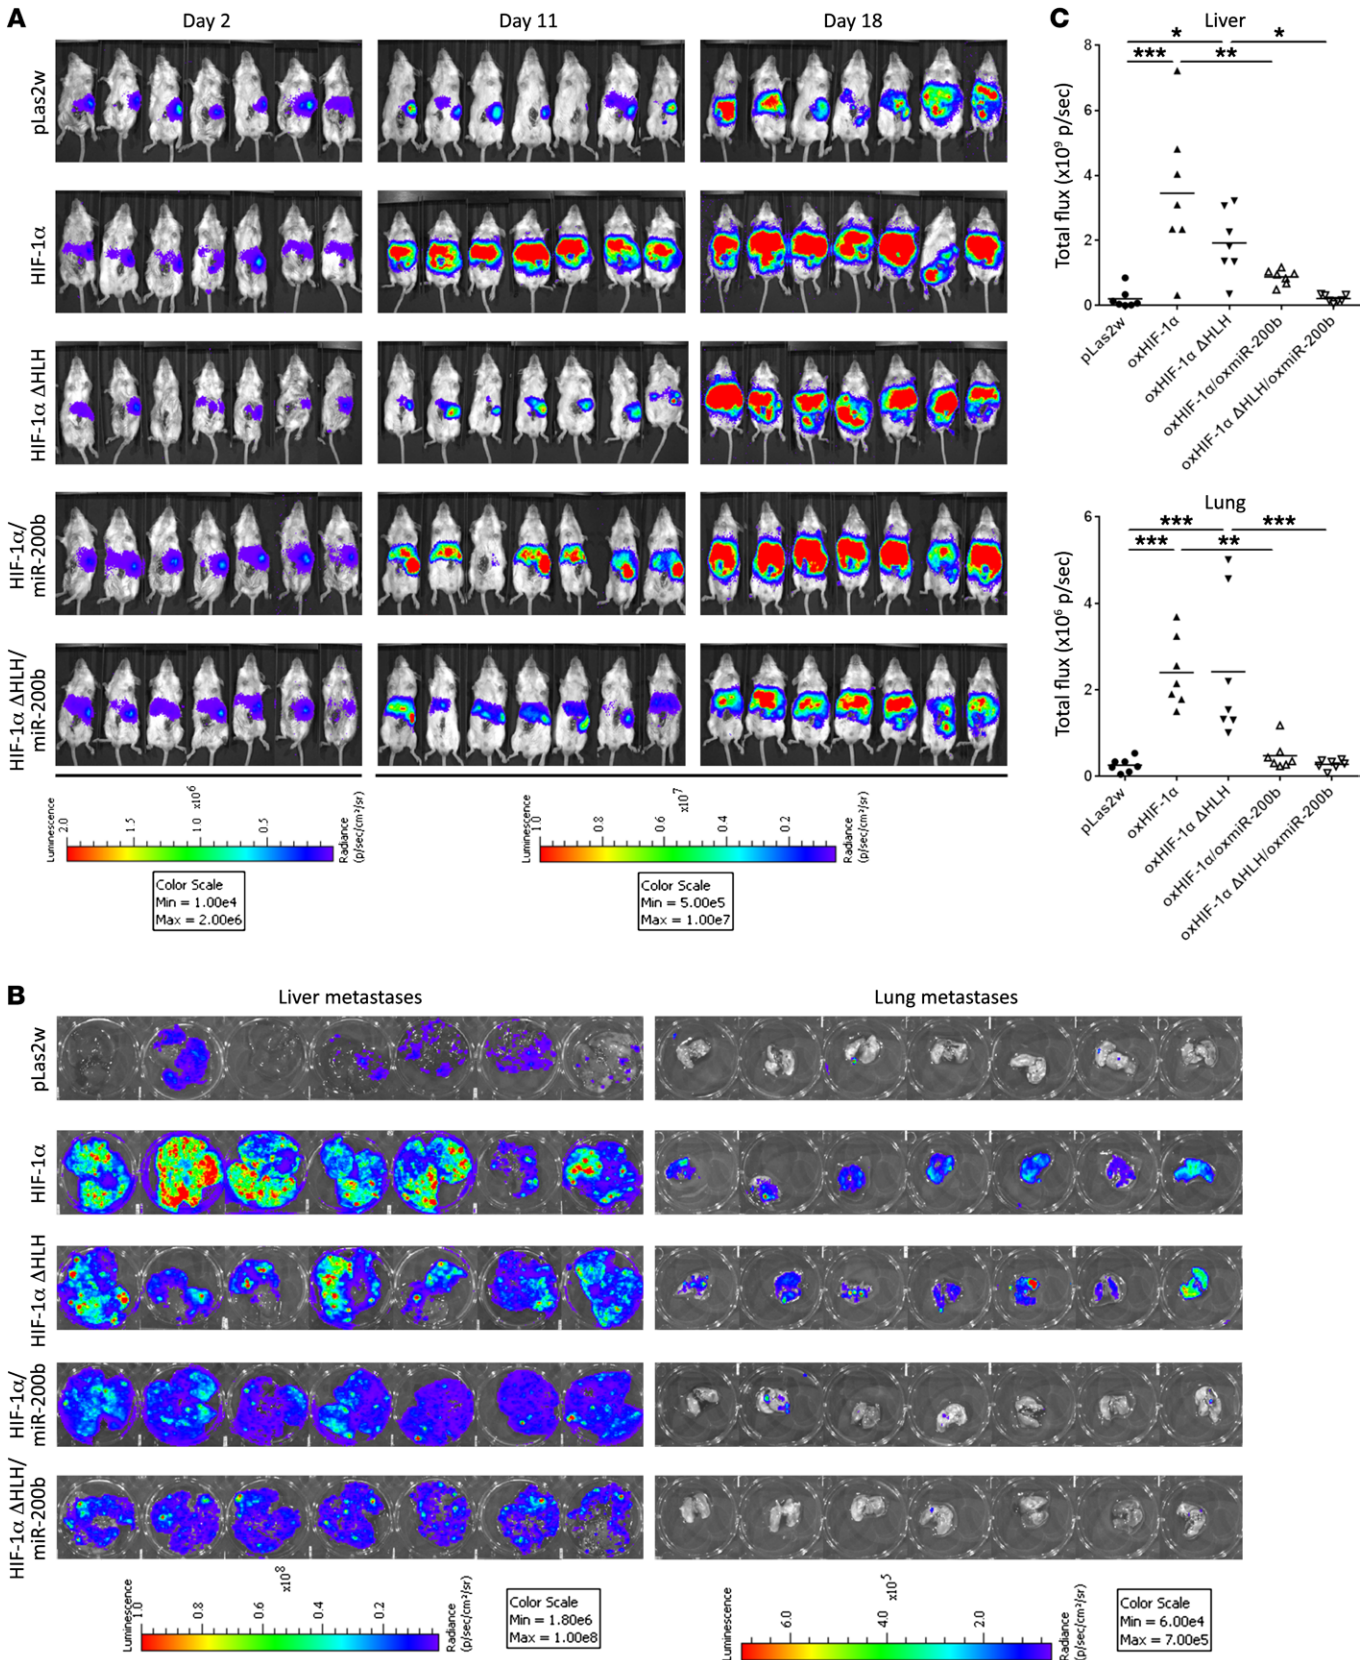 A
Day 2
Day 11
Day 18
pLas2w
HIF-1α
HIF-1α ΔHLH
HIF-1α/
miR-200b
HIF-1α ΔHLH/
miR-200b
Luminescence
2.0
1.5
1.0
0.5
x10⁶
Radiance
(p/sec/cm²/sr)
Color Scale
Min = 1.00e4
Max = 2.00e6
Luminescence
1.0
0.8
0.6
0.4
0.2
x10⁷
Radiance
(p/sec/cm²/sr)
Color Scale
Min = 5.00e5
Max = 1.00e7
C
Liver
Total flux (x10⁹ p/sec)
8
6
4
2
0
* *
*** **
pLas2w
oxHIF-1α
oxHIF-1α ΔHLH
oxHIF-1α/oxmiR-200b
oxHIF-1α ΔHLH/oxmiR-200b
Lung
Total flux (x10⁶ p/sec)
6
4
2
0
*** ***
*** **
pLas2w
oxHIF-1α
oxHIF-1α ΔHLH
oxHIF-1α/oxmiR-200b
oxHIF-1α ΔHLH/oxmiR-200b
B
Liver metastases
Lung metastases
pLas2w
HIF-1α
HIF-1α ΔHLH
HIF-1α/
miR-200b
HIF-1α ΔHLH/
miR-200b
Luminescence
1.0
0.8
0.6
0.4
0.2
x10⁸
Radiance
(p/sec/cm²/sr)
Color Scale
Min = 1.80e6
Max = 1.00e8
Luminescence
6.0
4.0
2.0
x10⁵
Radiance
(p/sec/cm²/sr)
Color Scale
Min = 6.00e4
Max = 7.00e5